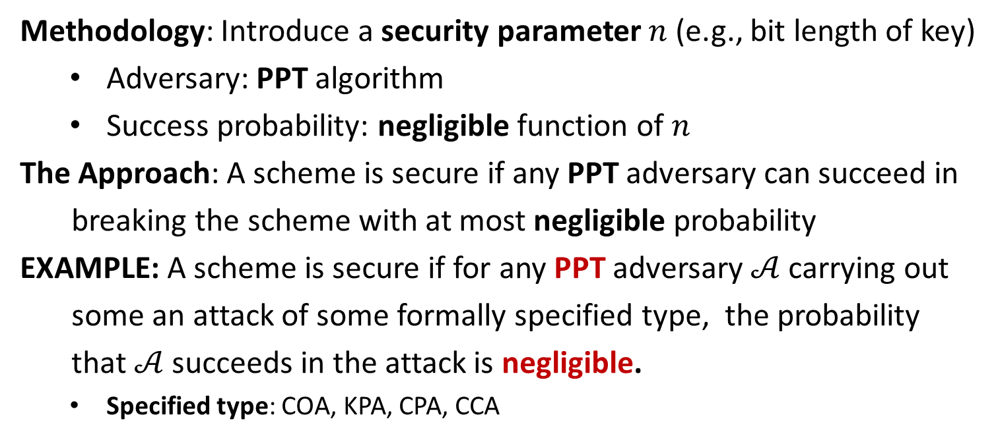 Methodology: Introduce a security parameter 𝑛 (e.g., bit length of key)
• Adversary: PPT algorithm
• Success probability: negligible function of 𝑛
The Approach: A scheme is secure if any PPT adversary can succeed in
breaking the scheme with at most negligible probability
EXAMPLE: A scheme is secure if for any PPT adversary 𝒜 carrying out
some an attack of some formally specified type, the probability
that 𝒜 succeeds in the attack is negligible.
• Specified type: COA, KPA, CPA, CCA